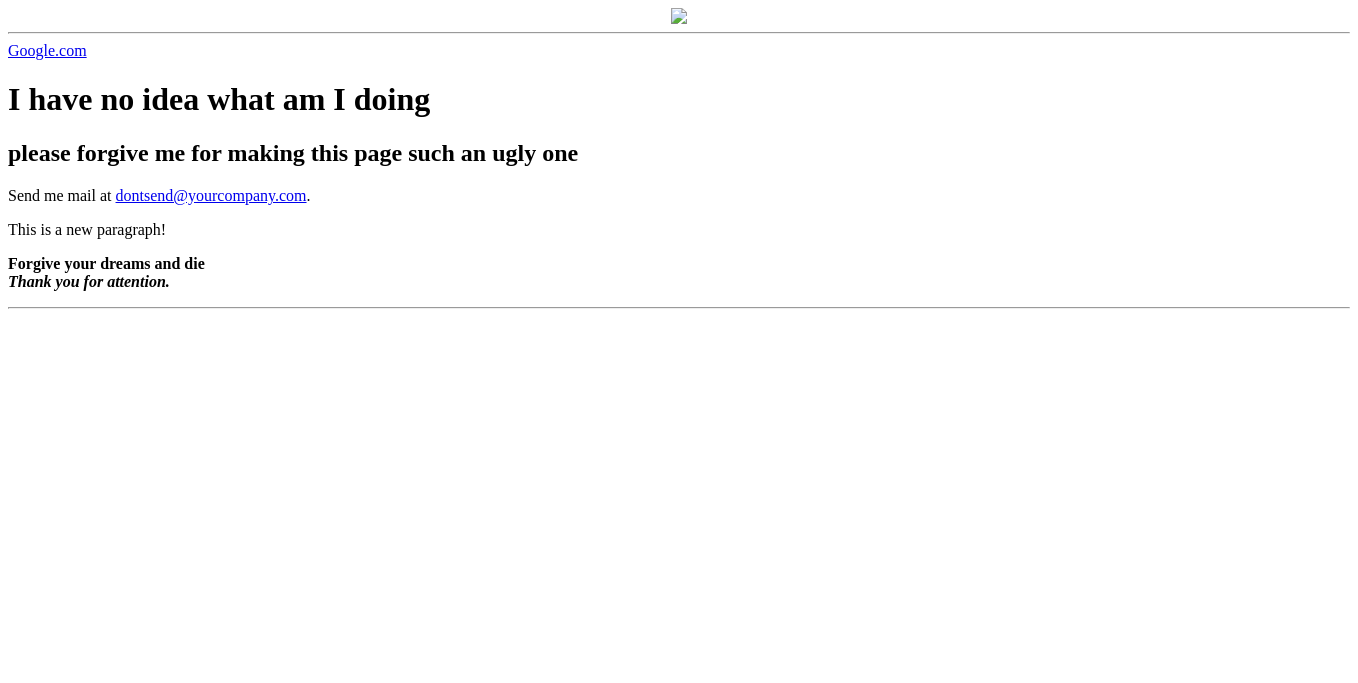 Google.com
I have no idea what am I doing
please forgive me for making this page such an ugly one
Send me mail at dontsend@yourcompany.com.
This is a new paragraph!
Forgive your dreams and die
Thank you for attention.